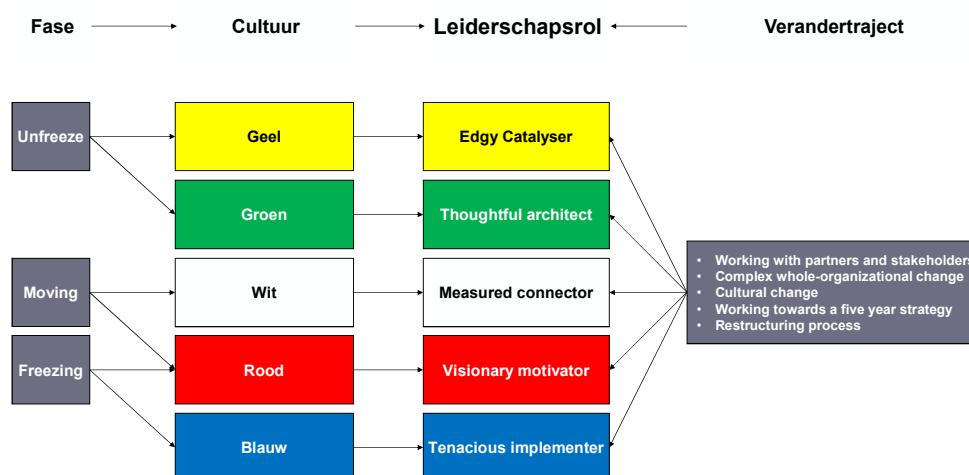 Fase
Cultuur
Leiderschapsrol
Verandertraject
Unfreeze
Geel
Edgy Catalyser
Groen
Thoughtful architect
Moving
Wit
Measured connector
Freezing
Rood
Visionary motivator
Blauw
Tenacious implementer
• Working with partners and stakeholders
• Complex whole-organizational change
• Cultural change
• Working towards a five year strategy
• Restructuring process